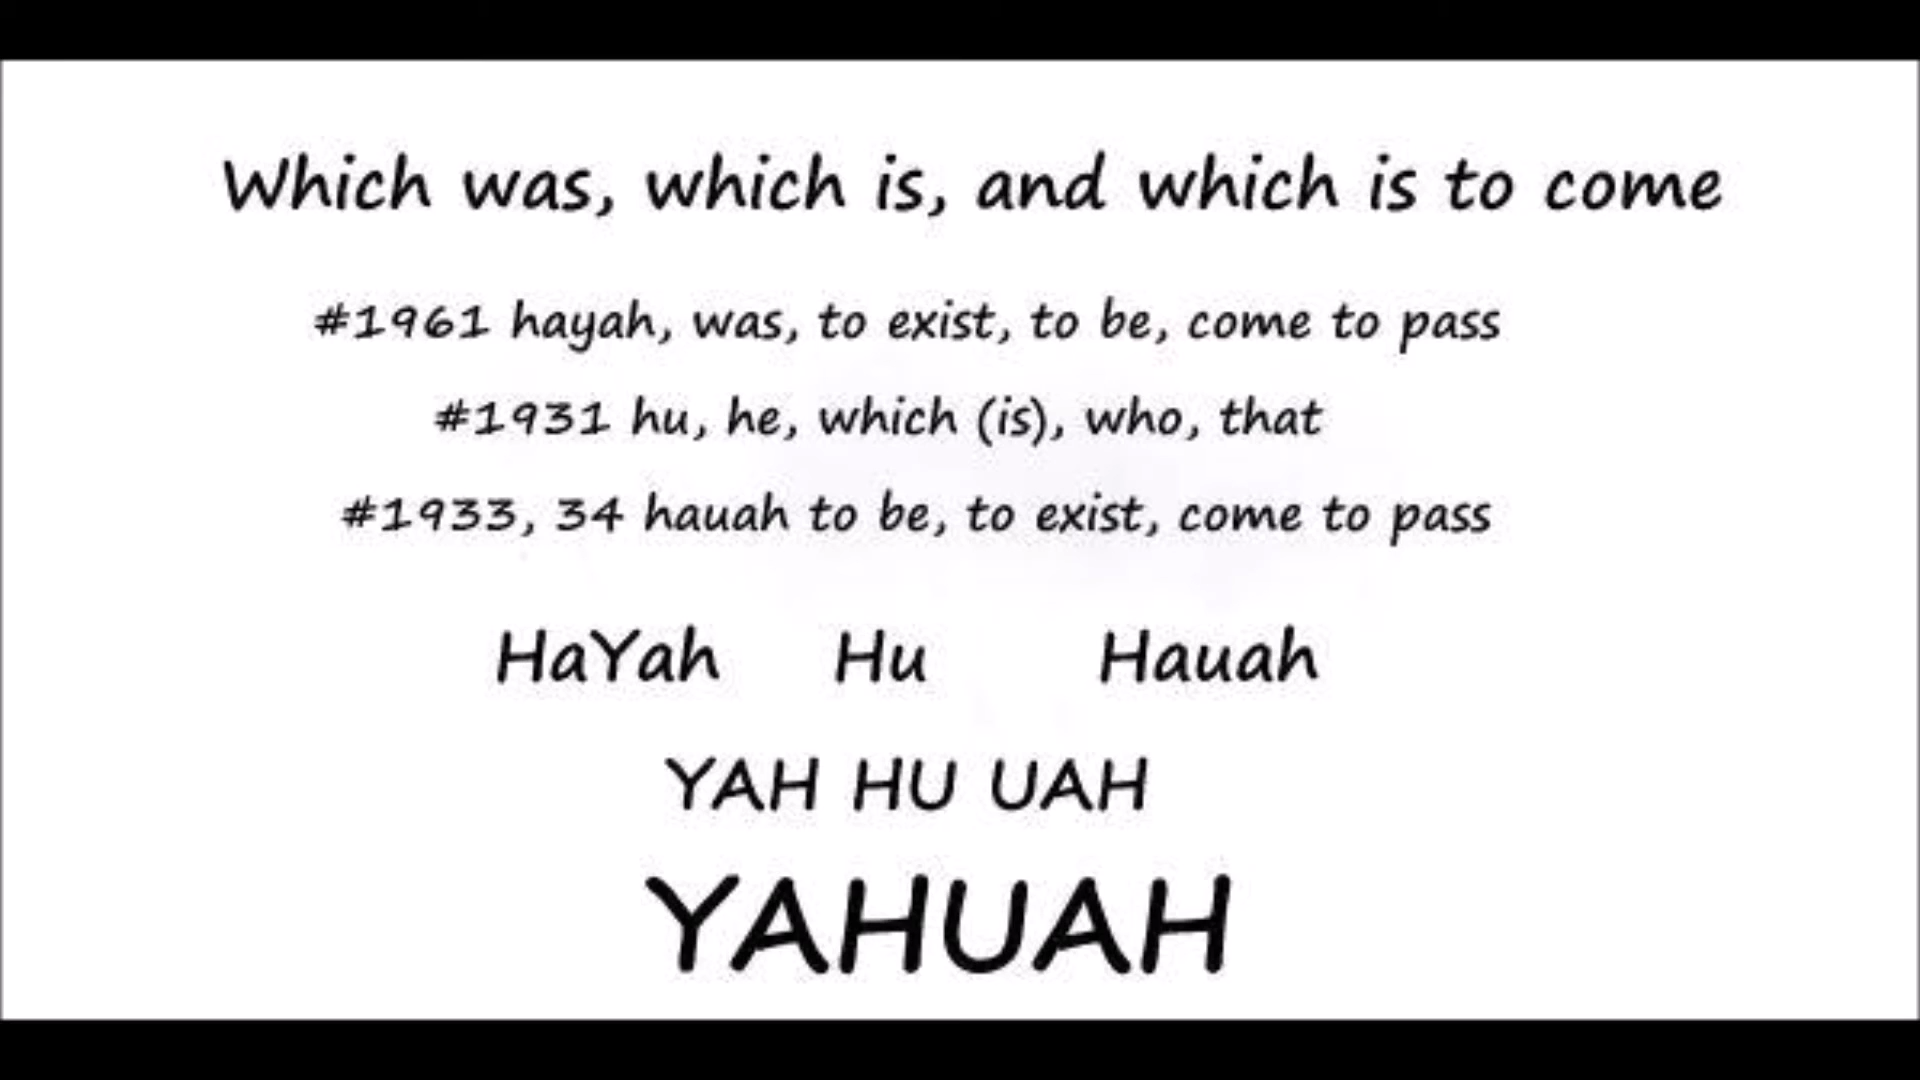 Which was, which is, and which is to come
#1961 hayah, was, to exist, to be, come to pass
#1931 hu, he, which (is), who, that
#1933, 34 hauah to be, to exist, come to pass
HaYah Hu Hauah
YAH HU UAH
YAHUAH